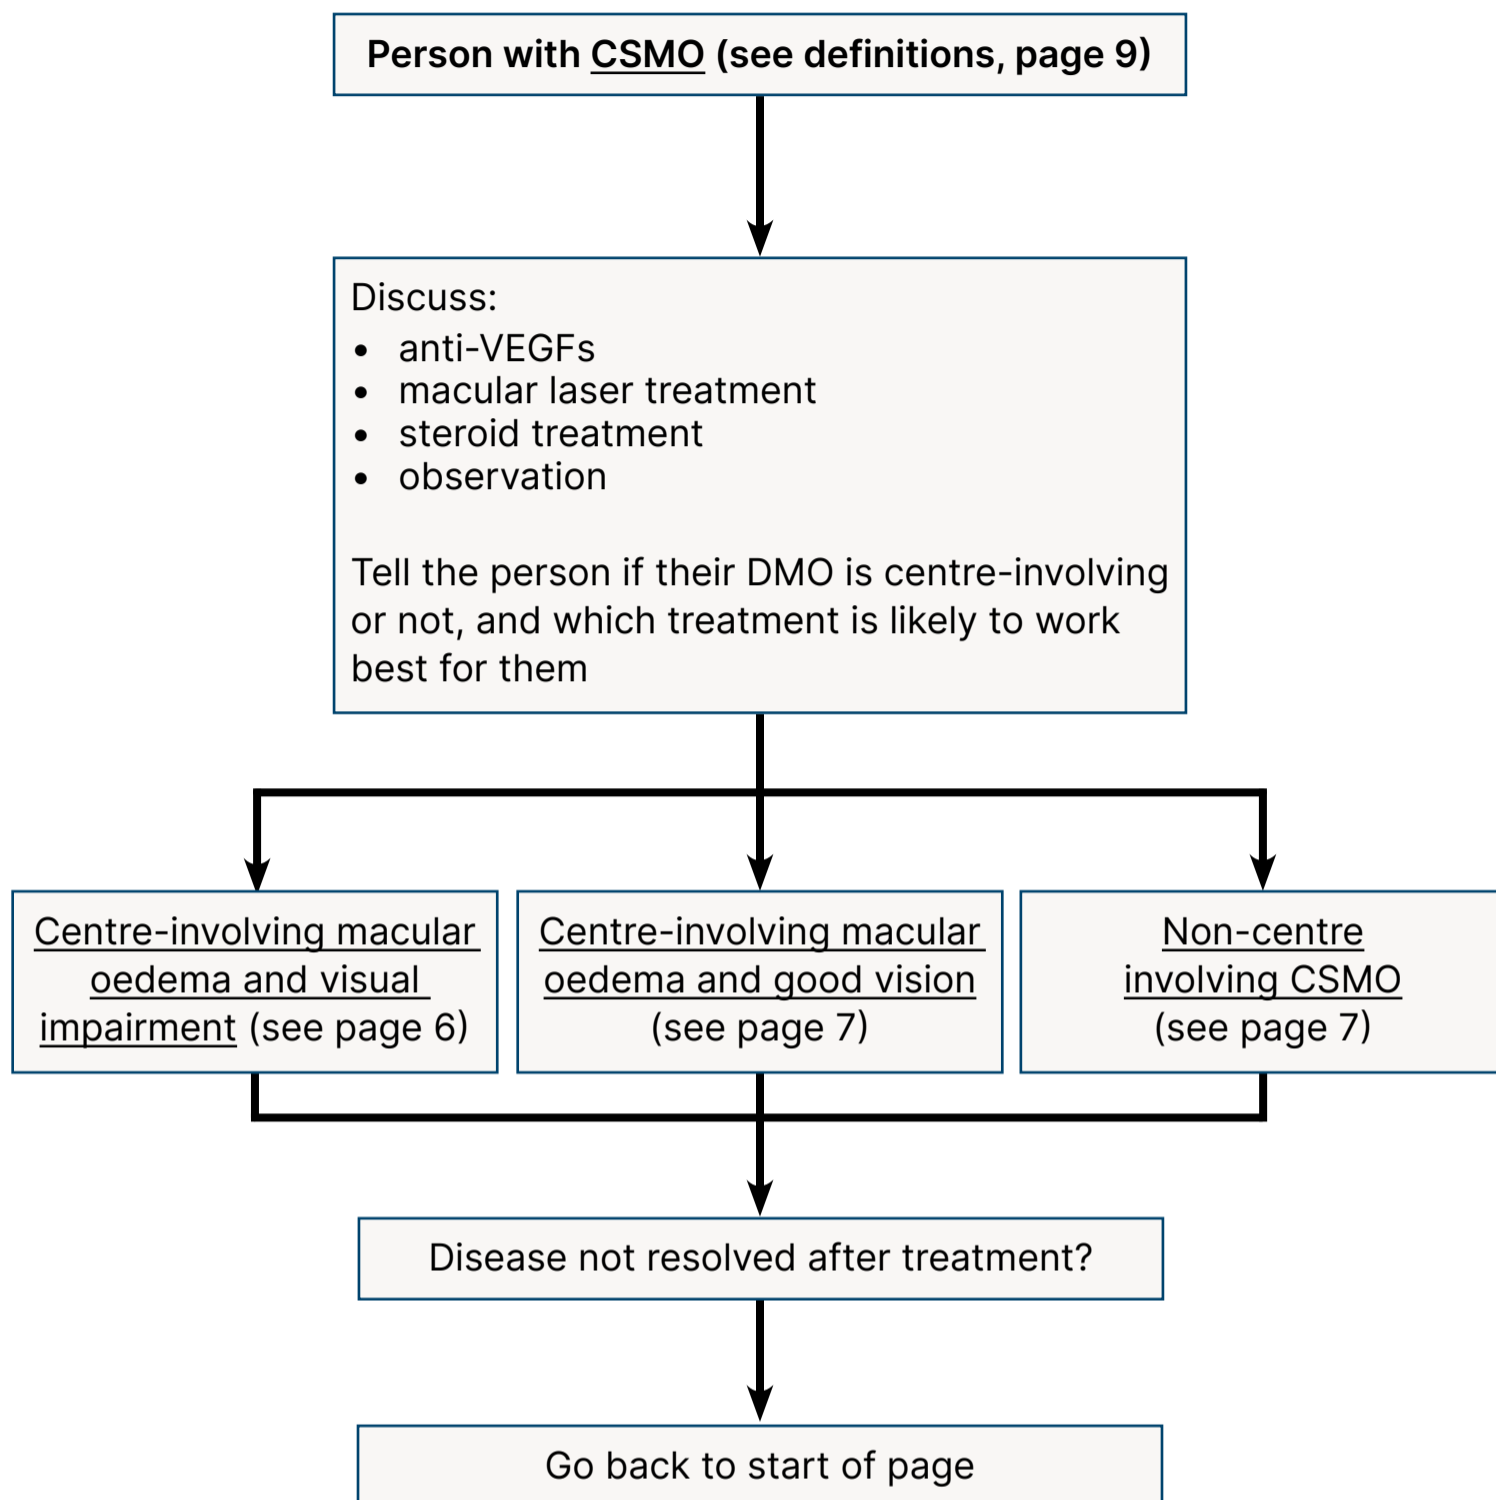 Person with CSMO (see definitions, page 9)
Discuss:
• anti-VEGFs
• macular laser treatment
• steroid treatment
• observation
Tell the person if their DMO is centre-involving
or not, and which treatment is likely to work
best for them
Centre-involving macular
oedema and visual
impairment (see page 6)
Centre-involving macular
oedema and good vision
(see page 7)
Non-centre
involving CSMO
(see page 7)
Disease not resolved after treatment?
Go back to start of page